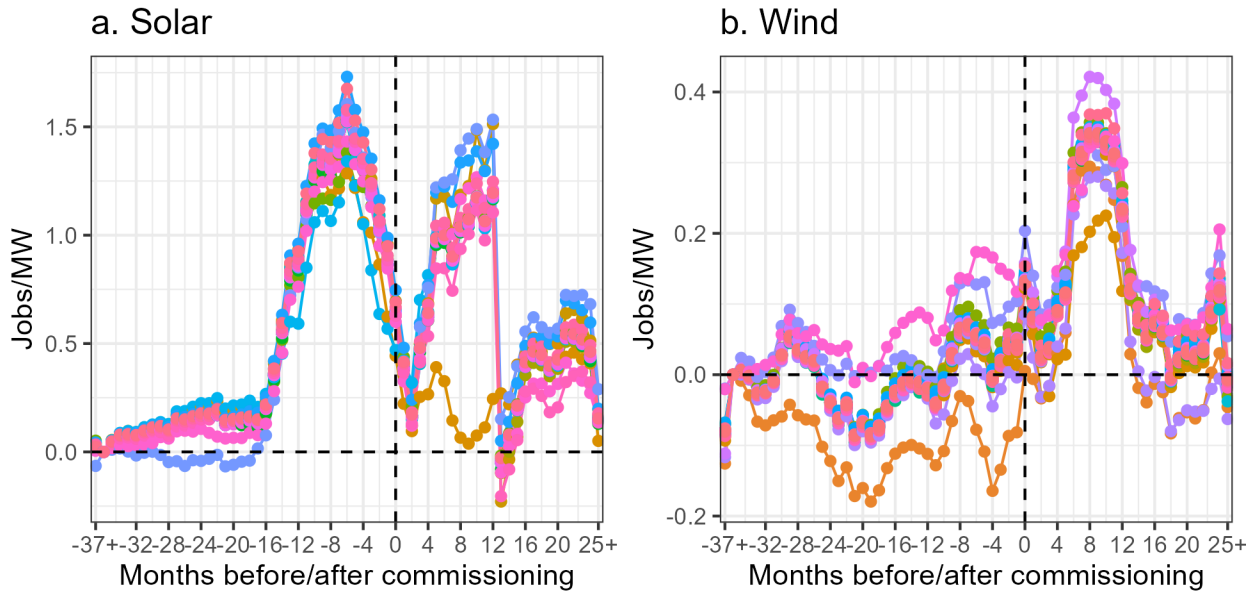 a. Solar
Jobs/MW
1.5
1.0
0.5
0.0
-37+ -32 -28 -24 -20 -16 -12 -8 -4 0 4 8 12 16 20 25+
Months before/after commissioning
b. Wind
Jobs/MW
0.4
0.2
0.0
-0.2
-37+ -32 -28 -24 -20 -16 -12 -8 -4 0 4 8 12 16 20 25+
Months before/after commissioning